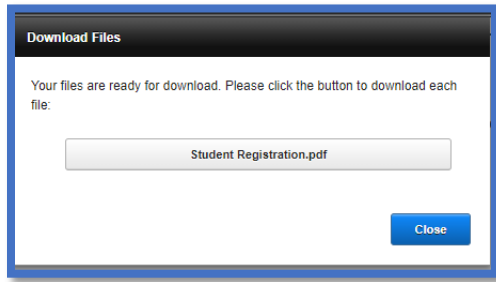 Download Files
Your files are ready for download. Please click the button to download each
file:
Student Registration.pdf
Close